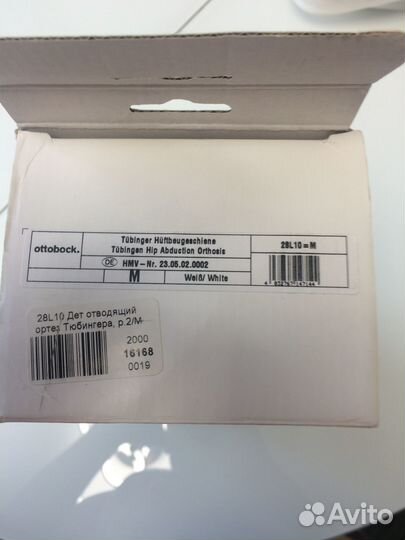 ottobock.
Tübinger Hüftbeugeschiene
Tübingen Hip Abduction Orthosis
28L10=M
DE HMV-Nr. 23.05.02.0002
M Weiß/ White
28L10 Дет отводящий
ортез Тюбингера, р.2/М
2000
16168
0019
Avito